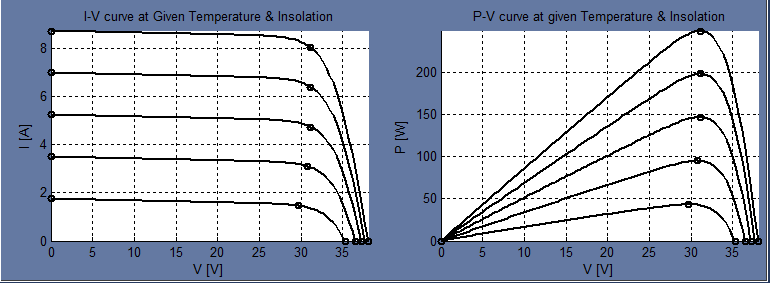 I-V curve at Given Temperature & Insolation
I [A]
8
6
4
2
0
0 5 10 15 20 25 30 35
V [V]
P-V curve at given Temperature & Insolation
P [W]
200
150
100
50
0
0 5 10 15 20 25 30 35
V [V]